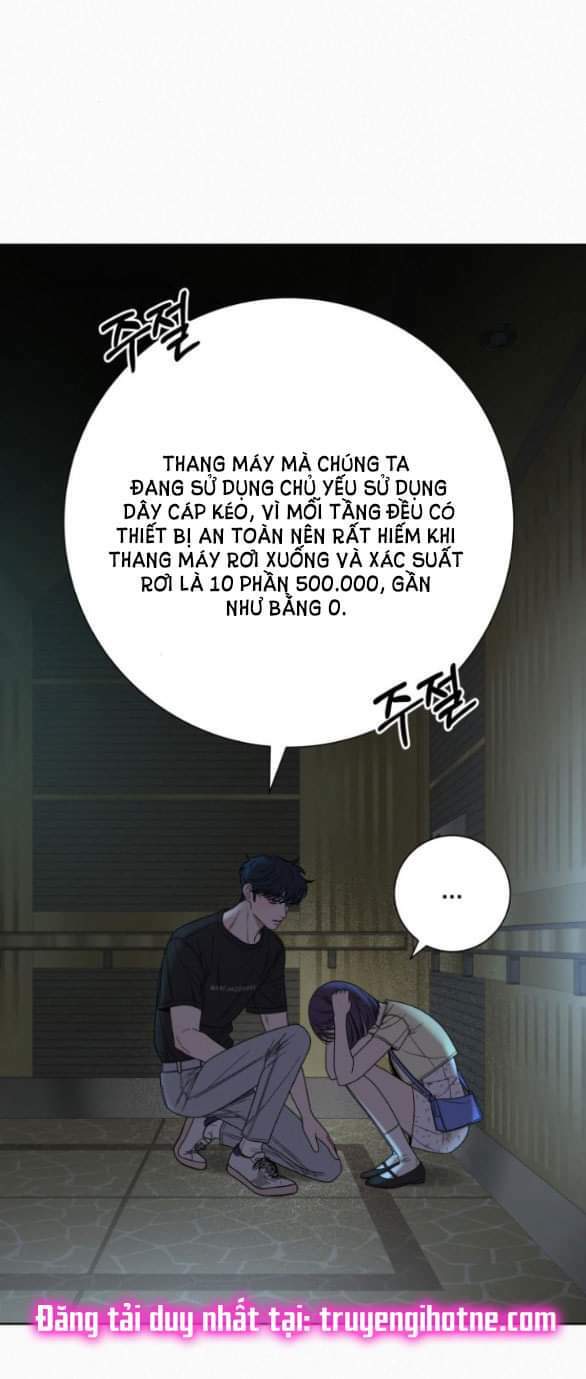 주절
THANG MÁY MÀ CHÚNG TA
ĐANG SỬ DỤNG CHỦ YẾU SỬ DỤNG
DÂY CÁP KÉO, VÌ MỖI TẦNG ĐỀU CÓ
THIẾT BỊ AN TOÀN NÊN RẤT HIẾM KHI
THANG MÁY RƠI XUỐNG VÀ XÁC SUẤT
RƠI LÀ 10 PHẦN 500.000, GẦN
NHƯ BẰNG 0.
주절
...
Đăng tải duy nhất tại: truyengihotne.com